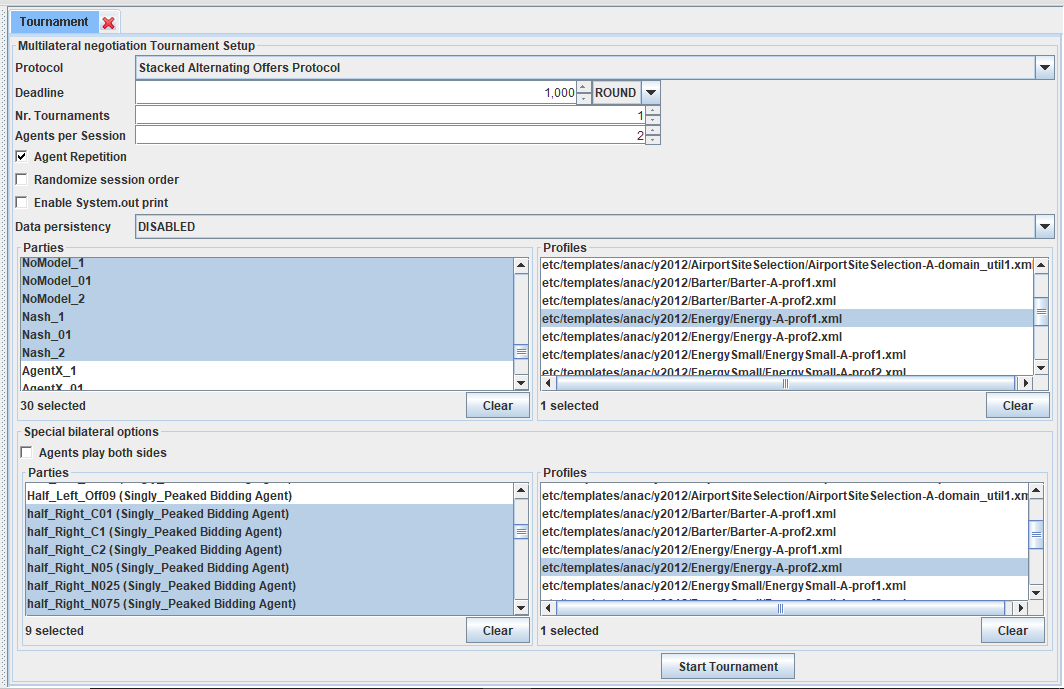 Tournament
Multilateral negotiation Tournament Setup
Protocol Stacked Alternating Offers Protocol
Deadline 1,000 ROUND
Nr. Tournaments 1
Agents per Session 2
Agent Repetition
Randomize session order
Enable System.out print
Data persistency DISABLED
Parties
NoModel_1
NoModel_01
NoModel_2
Nash_1
Nash_01
Nash_2
AgentX_1
AgentX_01
30 selected
Clear
Profiles
etc/templates/anac/y2012/AirportSiteSelection/AirportSiteSelection-A-domain_util1.xml
etc/templates/anac/y2012/Barter/Barter-A-prof1.xml
etc/templates/anac/y2012/Barter/Barter-A-prof2.xml
etc/templates/anac/y2012/Energy/Energy-A-prof1.xml
etc/templates/anac/y2012/Energy/Energy-A-prof2.xml
etc/templates/anac/y2012/EnergySmall/EnergySmall-A-prof1.xml
etc/templates/anac/y2012/EnergySmall/EnergySmall-A-prof2.xml
1 selected
Clear
Special bilateral options
Agents play both sides
Parties
Half_Left_Off09 (Singly_Peaked Bidding Agent)
half_Right_C01 (Singly_Peaked Bidding Agent)
half_Right_C1 (Singly_Peaked Bidding Agent)
half_Right_C2 (Singly_Peaked Bidding Agent)
half_Right_N05 (Singly_Peaked Bidding Agent)
half_Right_N025 (Singly_Peaked Bidding Agent)
half_Right_N075 (Singly_Peaked Bidding Agent)
9 selected
Clear
Profiles
etc/templates/anac/y2012/AirportSiteSelection/AirportSiteSelection-A-domain_util1.xm
etc/templates/anac/y2012/Barter/Barter-A-prof1.xml
etc/templates/anac/y2012/Barter/Barter-A-prof2.xml
etc/templates/anac/y2012/Energy/Energy-A-prof1.xml
etc/templates/anac/y2012/Energy/Energy-A-prof2.xml
etc/templates/anac/y2012/EnergySmall/EnergySmall-A-prof1.xml
1 selected
Clear
Start Tournament